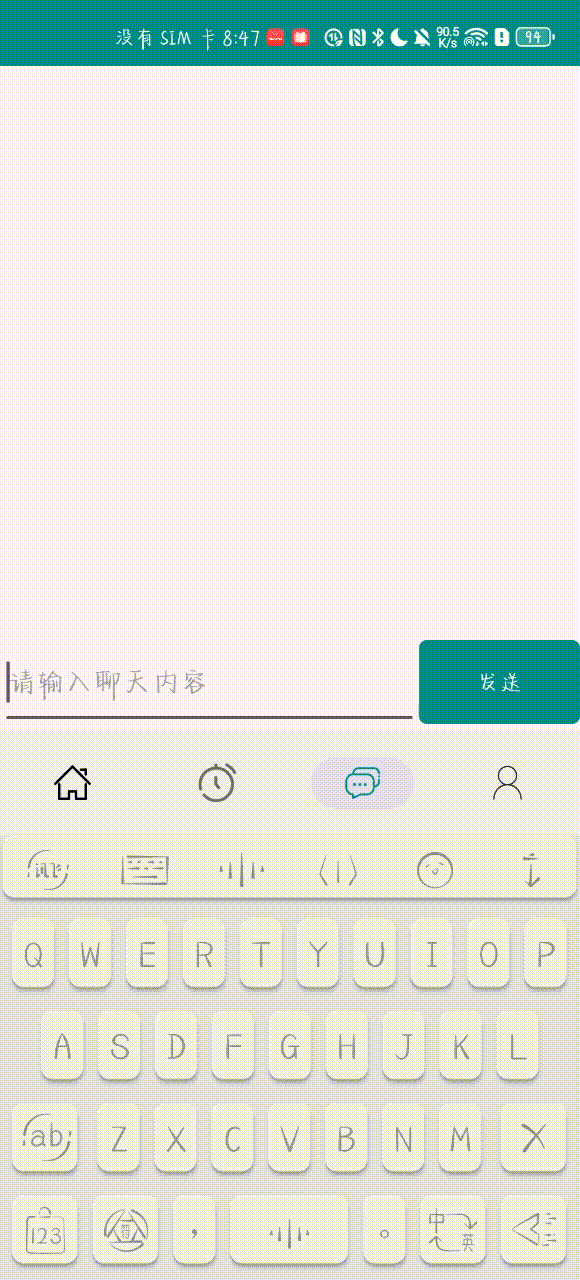 没有 SIM 卡 8:47 90.5 K/s 94
请输入聊天内容 发送
讯飞
Q W E R T Y U I O P
A S D F G H J K L
ab Z X C V B N M
123 符 , 。 中 英